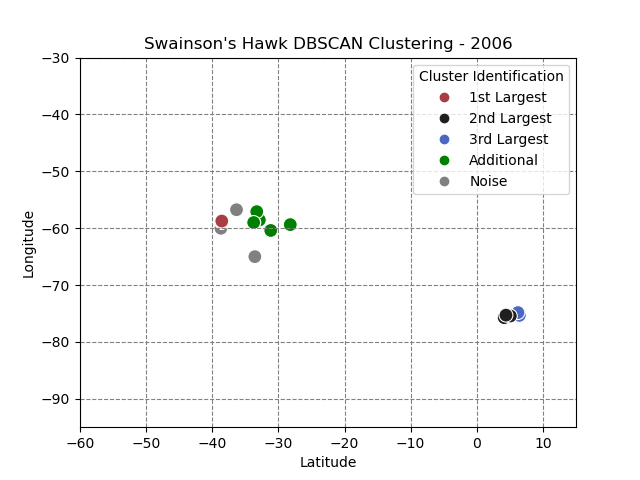 Swainson's Hawk DBSCAN Clustering - 2006
Cluster Identification
1st Largest
2nd Largest
3rd Largest
Additional
Noise
Longitude
−30
−40
−50
−60
−70
−80
−90
−60 −50 −40 −30 −20 −10 0 10
Latitude